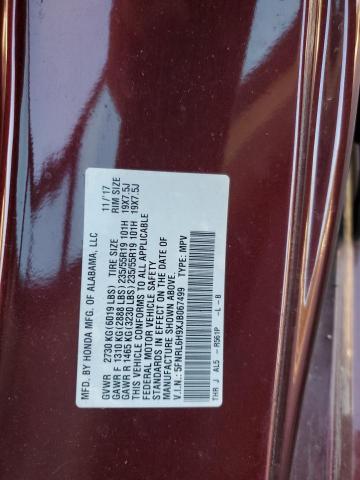 MFD. BY HONDA MFG. OF ALABAMA, LLC 11/17
GVWR 2730 KG(6019 LBS) TIRE SIZE RIM SIZE
GAWR F 1310 KG(2888 LBS)235/55R19 101H 19X7.5J
GAWR R 1465 KG(3230 LBS)235/55R19 101H 19X7.5J
THIS VEHICLE CONFORMS TO ALL APPLICABLE
FEDERAL MOTOR VEHICLE SAFETY
STANDARDS IN EFFECT ON THE DATE OF
MANUFACTURE SHOWN ABOVE.
V.I.N.: 5FNRL6H9XJB067499 TYPE: MPV
THR J AL5 - R561P -L - B